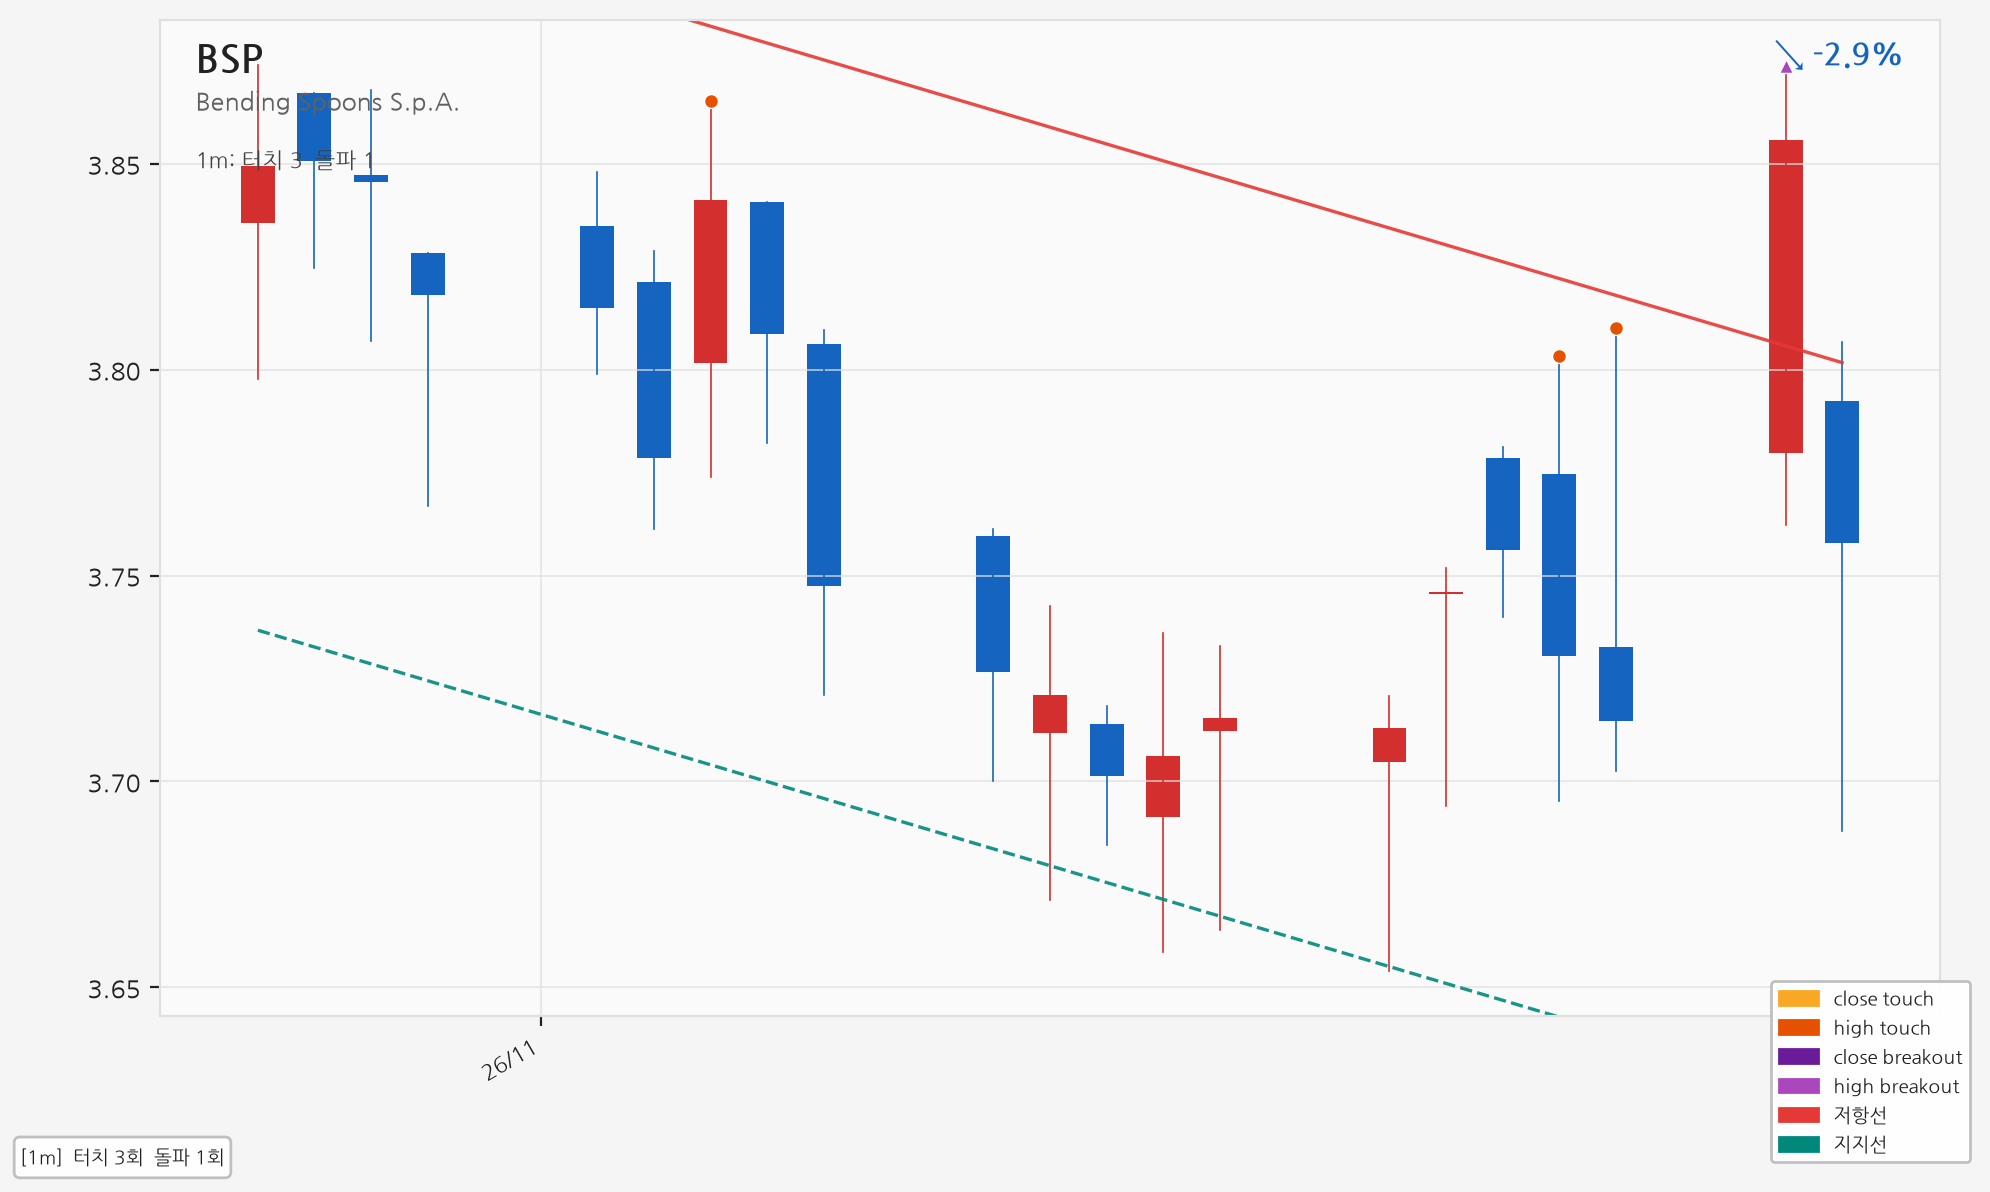 BSP
Bending Spoons S.p.A.
1m: 터치 3  돌파 1
-2.9%
3.85
3.80
3.75
3.70
3.65
26/11
close touch
high touch
close breakout
high breakout
저항선
지지선
[1m]  터치 3회  돌파 1회